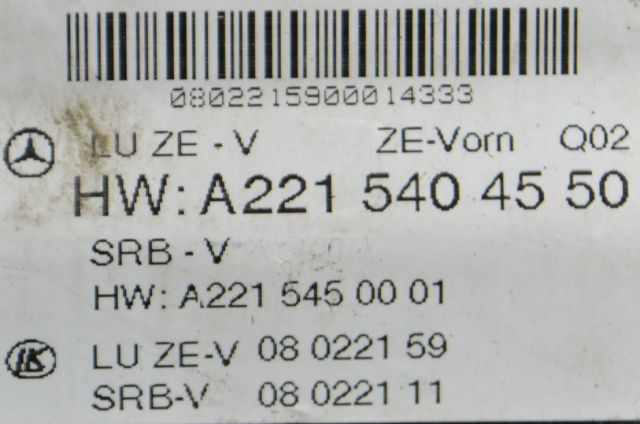 0802215900014333
LU ZE - V ZE-Vorn Q02
HW: A221 540 45 50
SRB - V
HW: A221 545 00 01
LU ZE-V 08 0221 59
SRB-V 08 0221 11